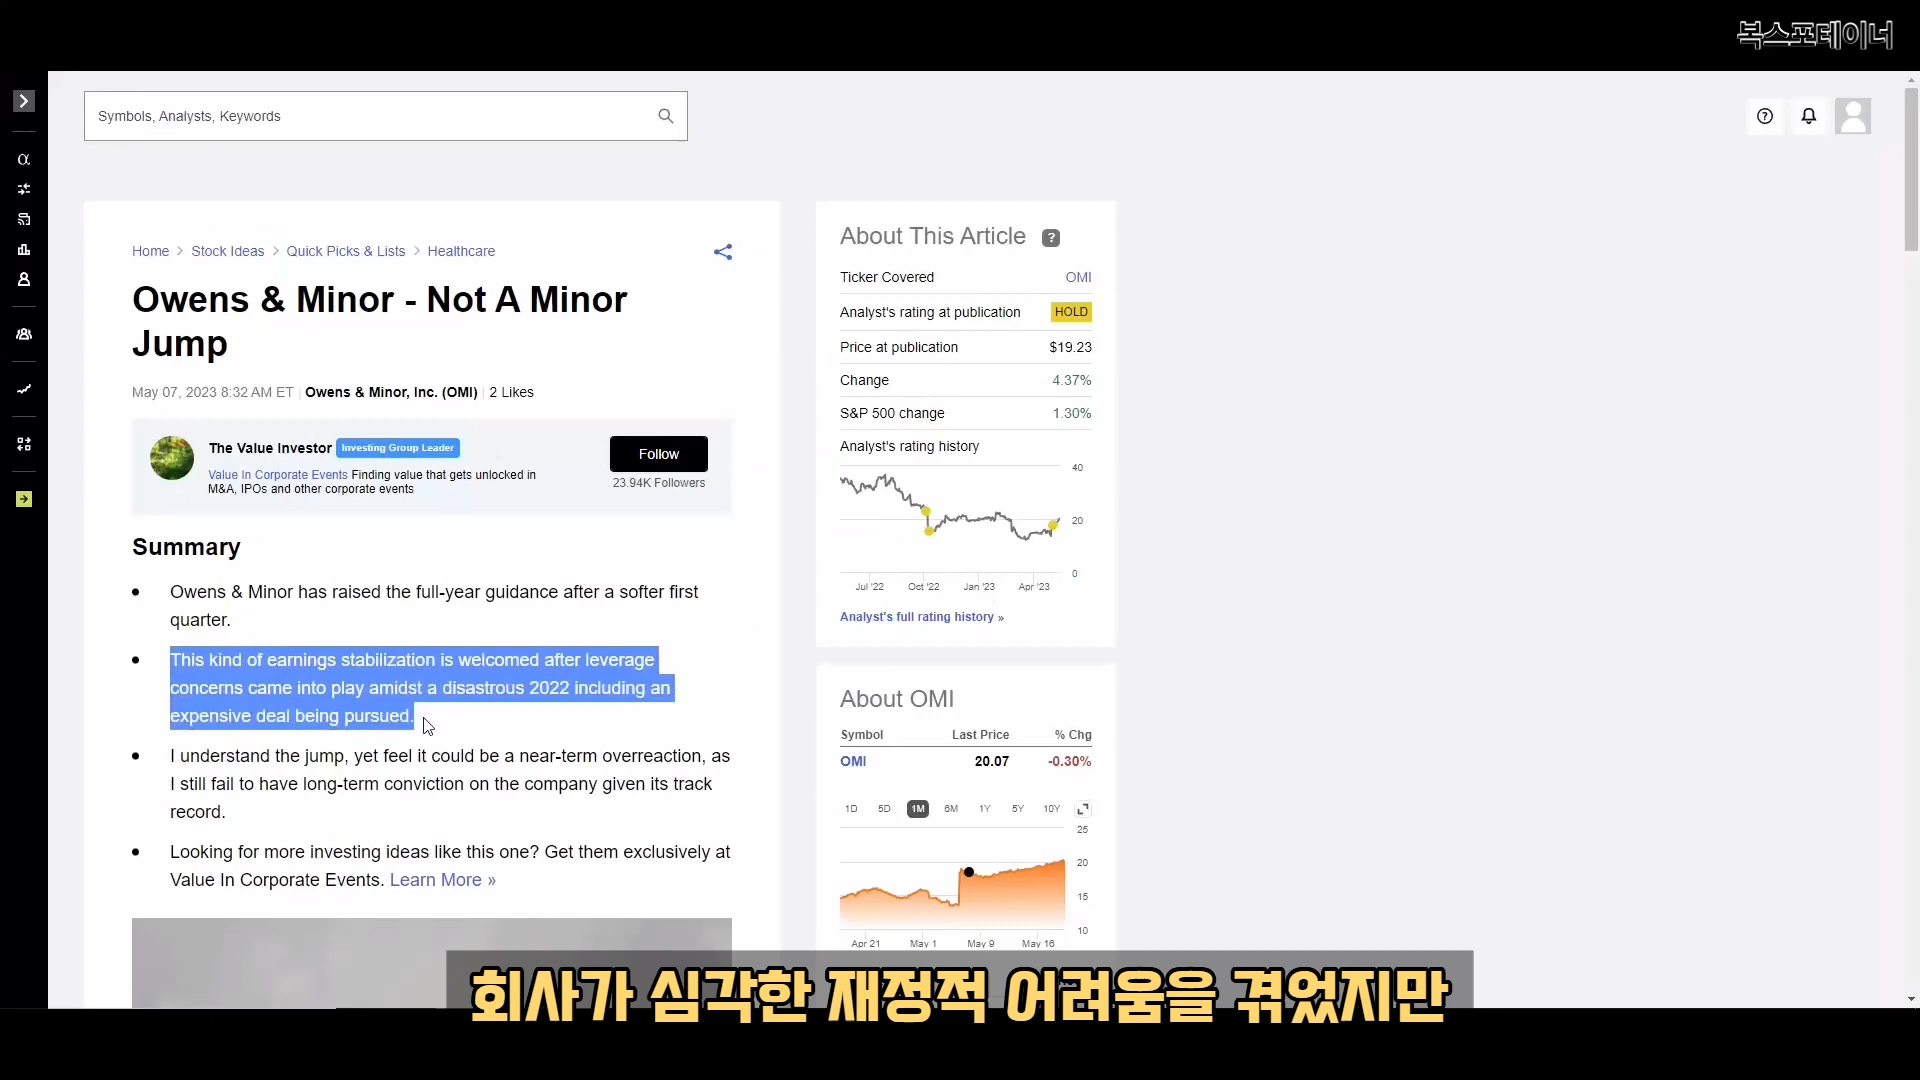 복스포테이너
Symbols, Analysts, Keywords
Home > Stock Ideas > Quick Picks & Lists > Healthcare
Owens & Minor - Not A Minor
Jump
May 07, 2023 8:32 AM ET | Owens & Minor, Inc. (OMI) | 2 Likes
The Value Investor Investing Group Leader
Value In Corporate Events Finding value that gets unlocked in
M&A, IPOs and other corporate events
Follow
23.94K Followers
Summary
• Owens & Minor has raised the full-year guidance after a softer first
quarter.
• This kind of earnings stabilization is welcomed after leverage
concerns came into play amidst a disastrous 2022 including an
expensive deal being pursued.
• I understand the jump, yet feel it could be a near-term overreaction, as
I still fail to have long-term conviction on the company given its track
record.
• Looking for more investing ideas like this one? Get them exclusively at
Value In Corporate Events. Learn More »
About This Article ?
Ticker Covered OMI
Analyst's rating at publication HOLD
Price at publication $19.23
Change 4.37%
S&P 500 change 1.30%
Analyst's rating history
40
20
0
Jul '22 Oct '22 Jan '23 Apr '23
Analyst's full rating history »
About OMI
Symbol Last Price % Chg
OMI 20.07 -0.30%
1D 5D 1M 6M 1Y 5Y 10Y
25
20
15
10
Apr 21 May 1 May 9 May 16
회사가 심각한 재정적 어려움을 겪었지만